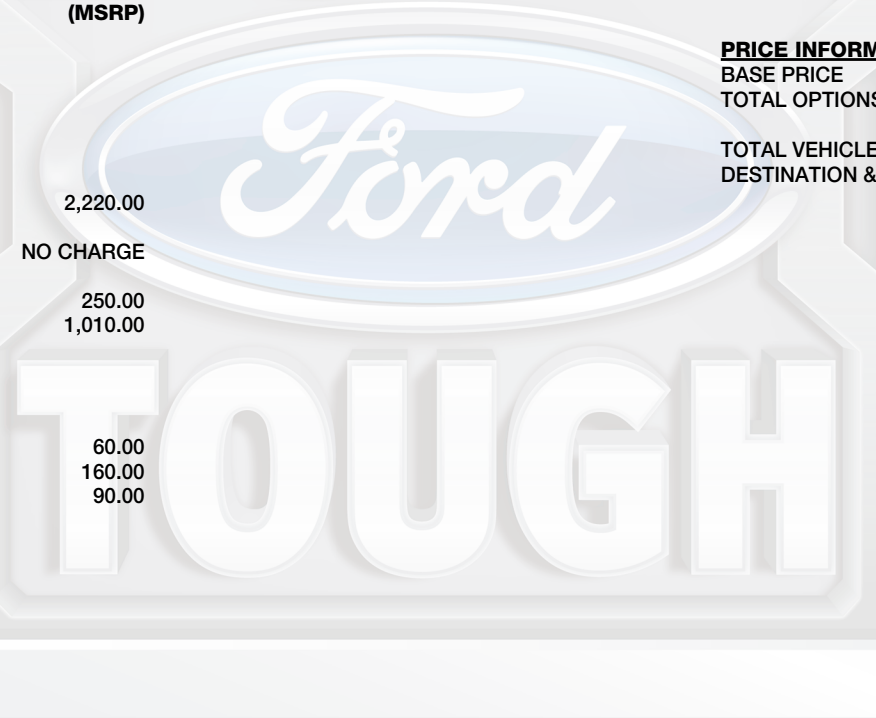 (MSRP)
2,220.00
NO CHARGE
250.00
1,010.00
60.00
160.00
90.00
PRICE INFORM
BASE PRICE
TOTAL OPTIONS
TOTAL VEHICLE
DESTINATION &
Ford
TOUGH